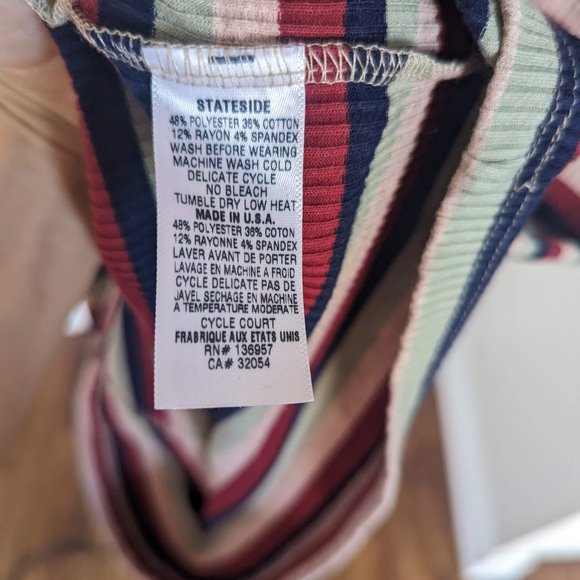 STATESIDE
48% POLYESTER 36% COTTON
12% RAYON 4% SPANDEX
WASH BEFORE WEARING
MACHINE WASH COLD
DELICATE CYCLE
NO BLEACH
TUMBLE DRY LOW HEAT
MADE IN U.S.A.
48% POLYESTER 36% COTON
12% RAYONNE 4% SPANDEX
LAVER AVANT DE PORTER
LAVAGE EN MACHINE A FROID
CYCLE DELICATE PAS DE
JAVEL SECHAGE EN MACHINE
A TEMPERATURE MODERATE
CYCLE COURT
FRABRIQUE AUX ETATS UNIS
RN# 136957
CA# 32054